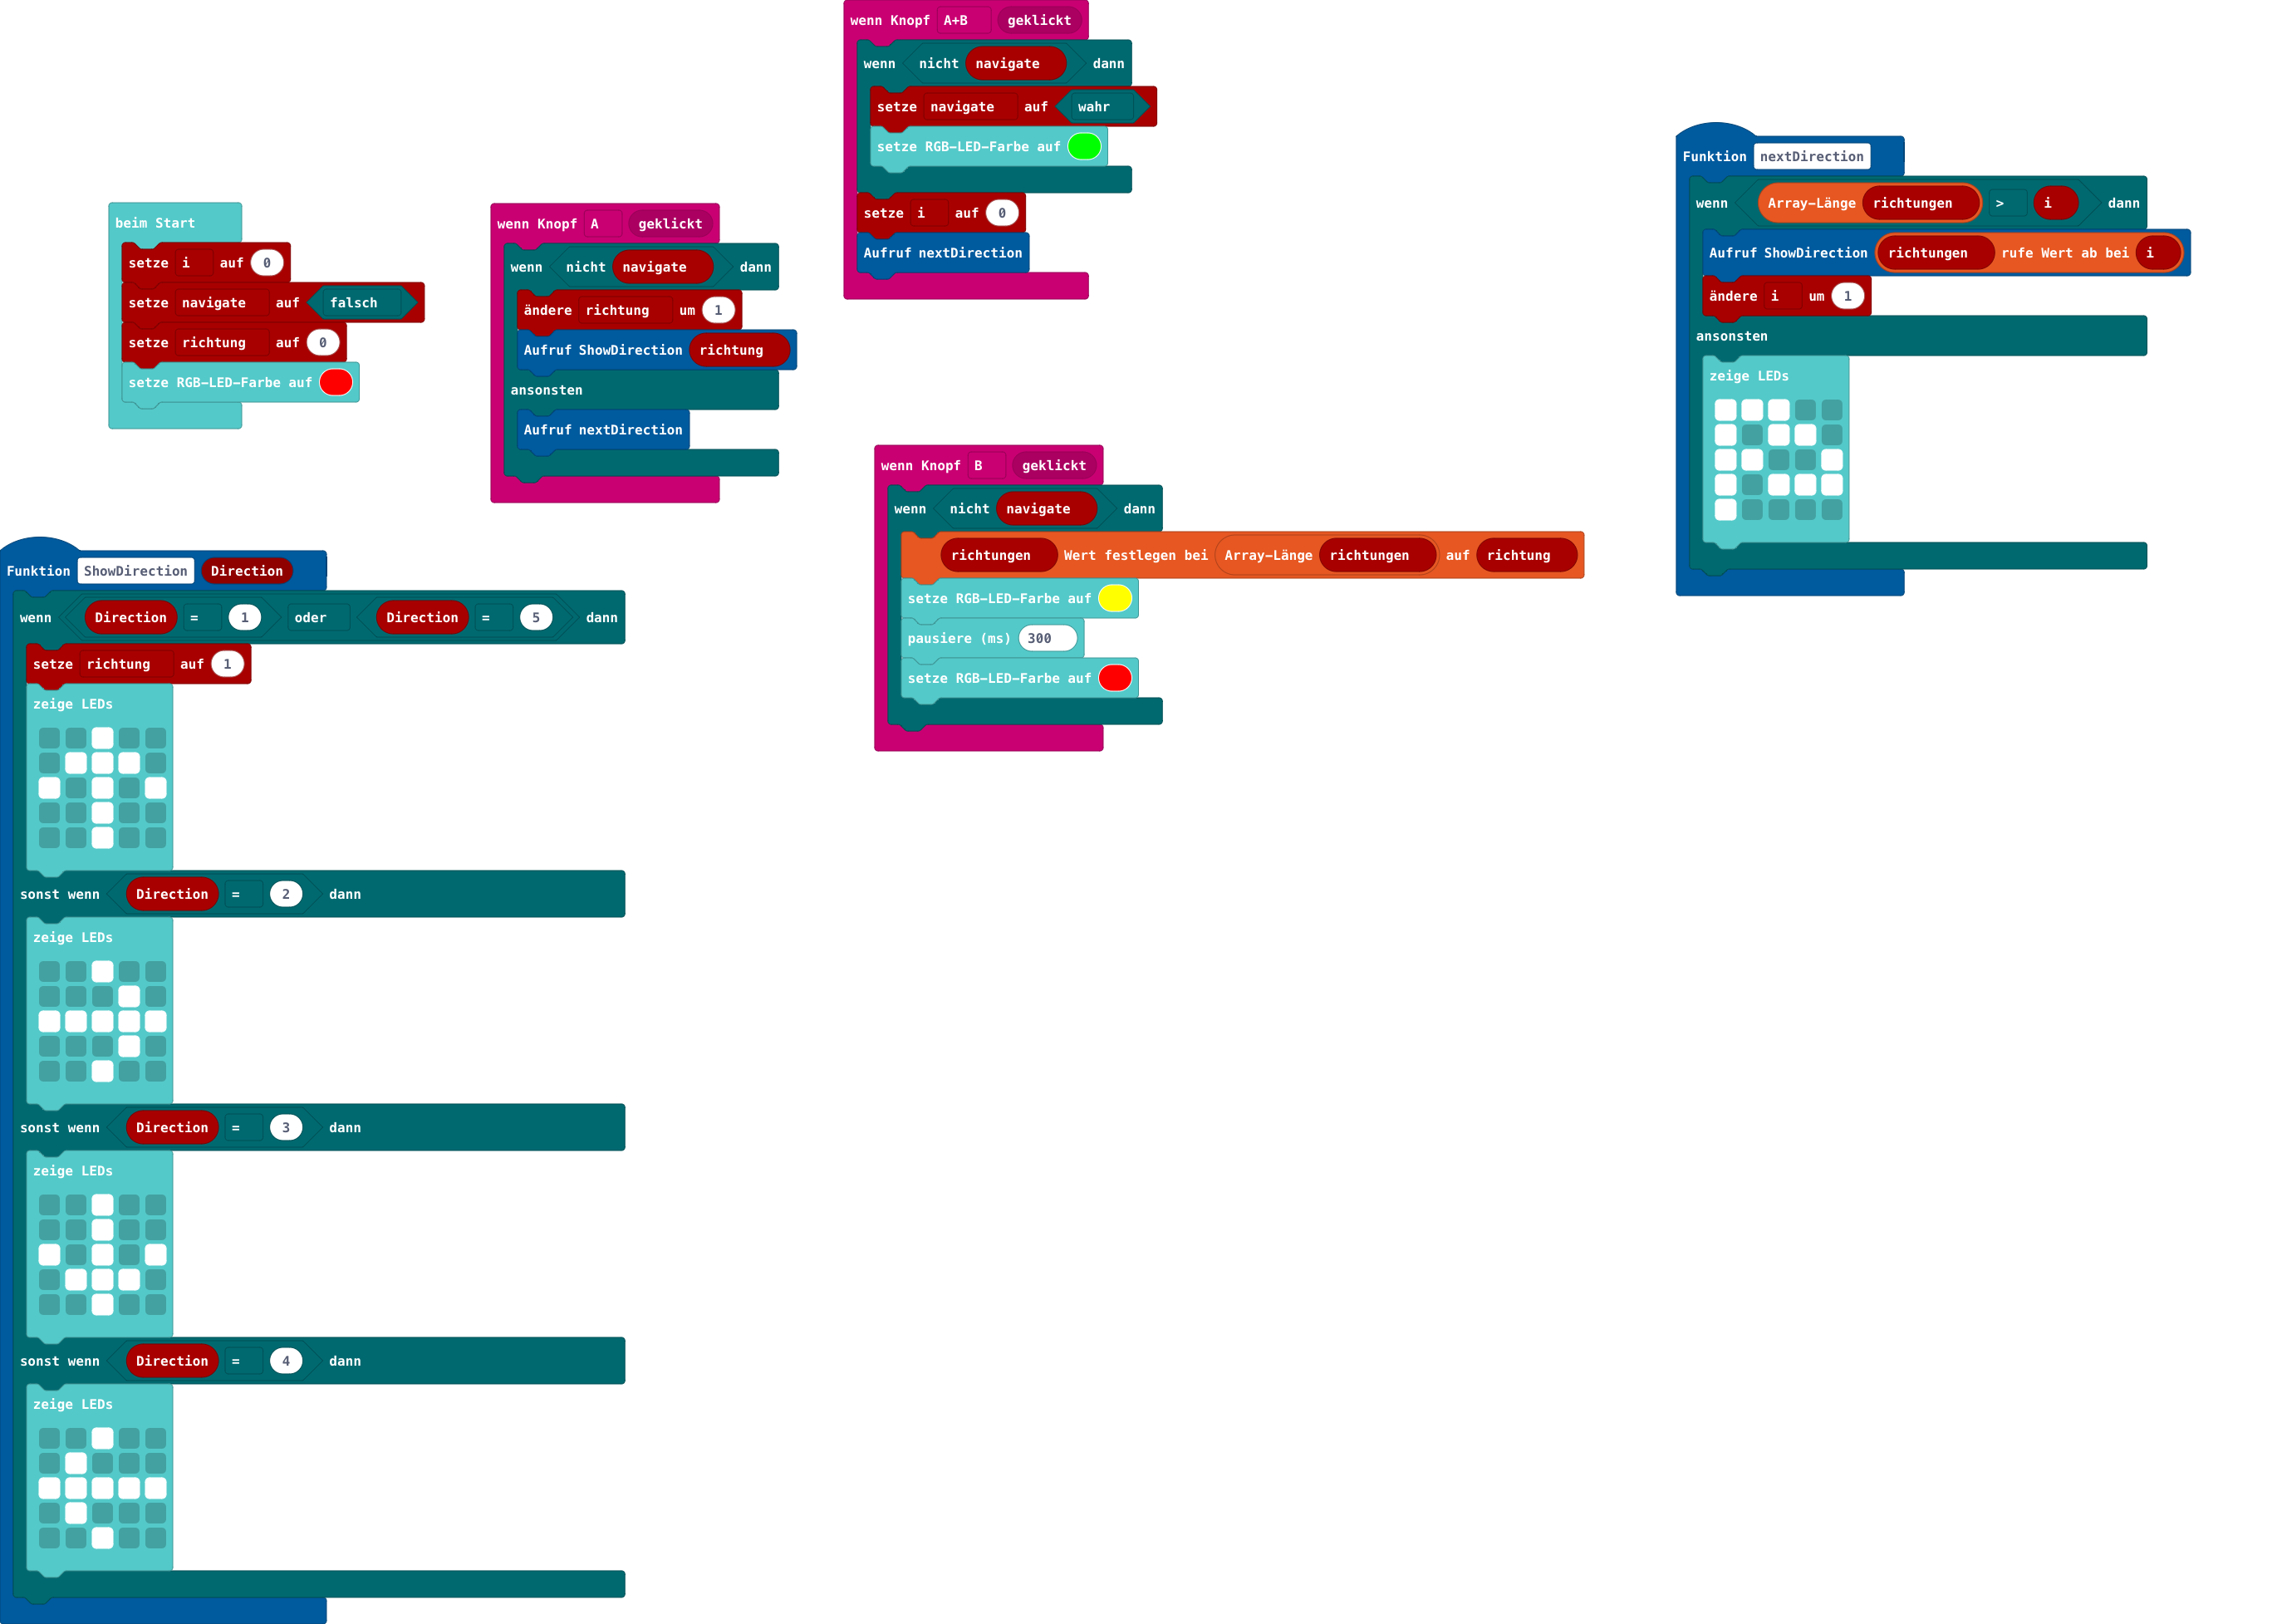 beim Start
setze i auf 0
setze navigate auf falsch
setze richtung auf 0
setze RGB-LED-Farbe auf
wenn Knopf A geklickt
wenn nicht navigate dann
ändere richtung um 1
Aufruf ShowDirection richtung
ansonsten
Aufruf nextDirection
wenn Knopf A+B geklickt
wenn nicht navigate dann
setze navigate auf wahr
setze RGB-LED-Farbe auf
setze i auf 0
Aufruf nextDirection
wenn Knopf B geklickt
wenn nicht navigate dann
richtungen Wert festlegen bei Array-Länge richtungen auf richtung
setze RGB-LED-Farbe auf
pausiere (ms) 300
setze RGB-LED-Farbe auf
Funktion nextDirection
wenn Array-Länge richtungen > i dann
Aufruf ShowDirection richtungen rufe Wert ab bei i
ändere i um 1
ansonsten
zeige LEDs
Funktion ShowDirection Direction
wenn Direction = 1 oder Direction = 5 dann
setze richtung auf 1
zeige LEDs
sonst wenn Direction = 2 dann
zeige LEDs
sonst wenn Direction = 3 dann
zeige LEDs
sonst wenn Direction = 4 dann
zeige LEDs